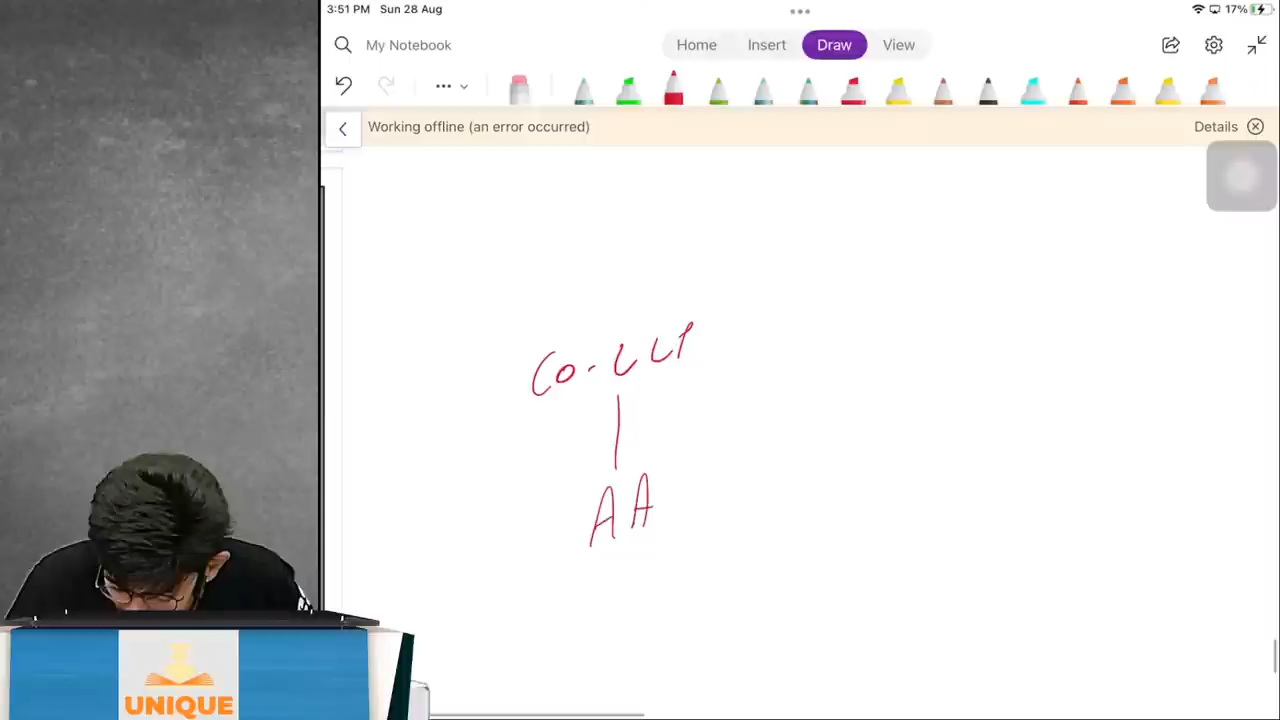 3:51 PM Sun 28 Aug
17%
My Notebook
Home Insert Draw View
Working offline (an error occurred)
Details
Co-LLP
AA
UNIQUE